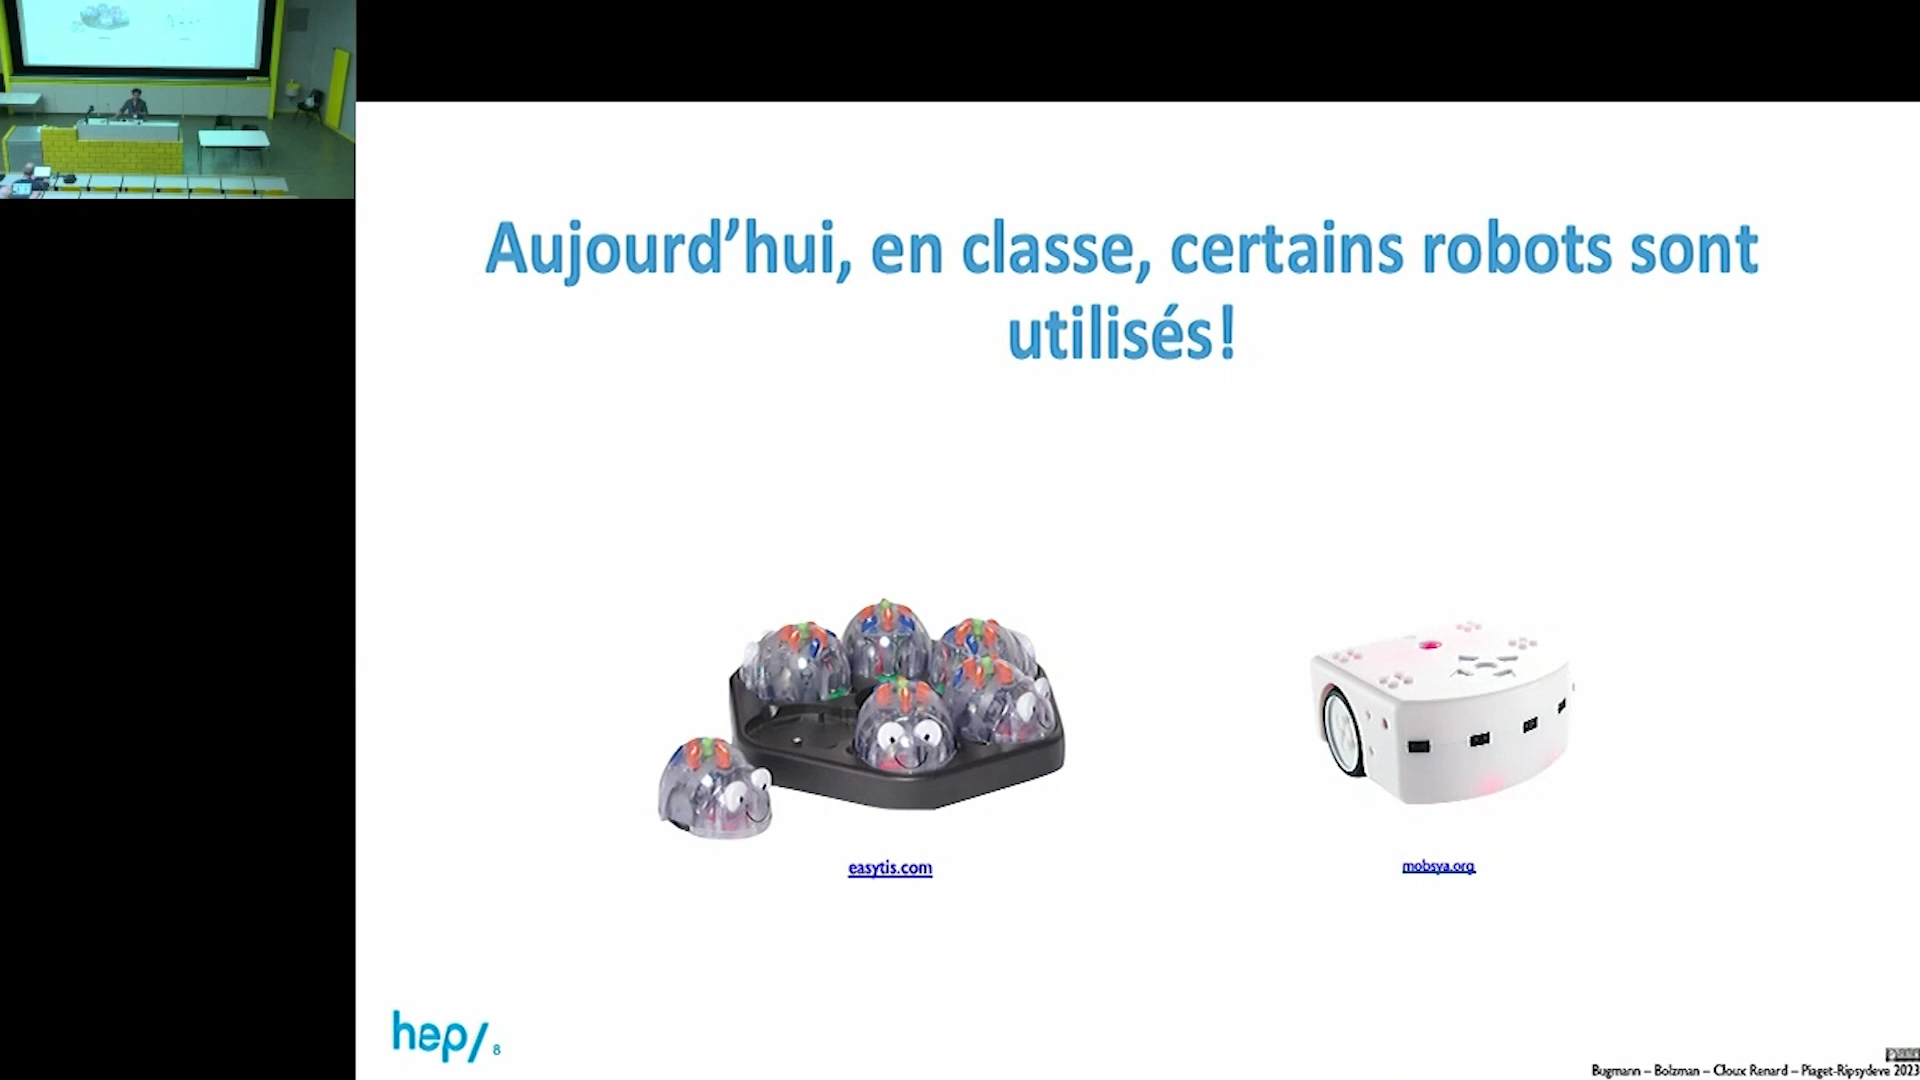 Aujourd’hui, en classe, certains robots sont
utilisés!
easytis.com
mobsya.org
hep/ 8
Bugmann – Bolzman – Cloux Renard – Piaget-Ripsydeve 2023